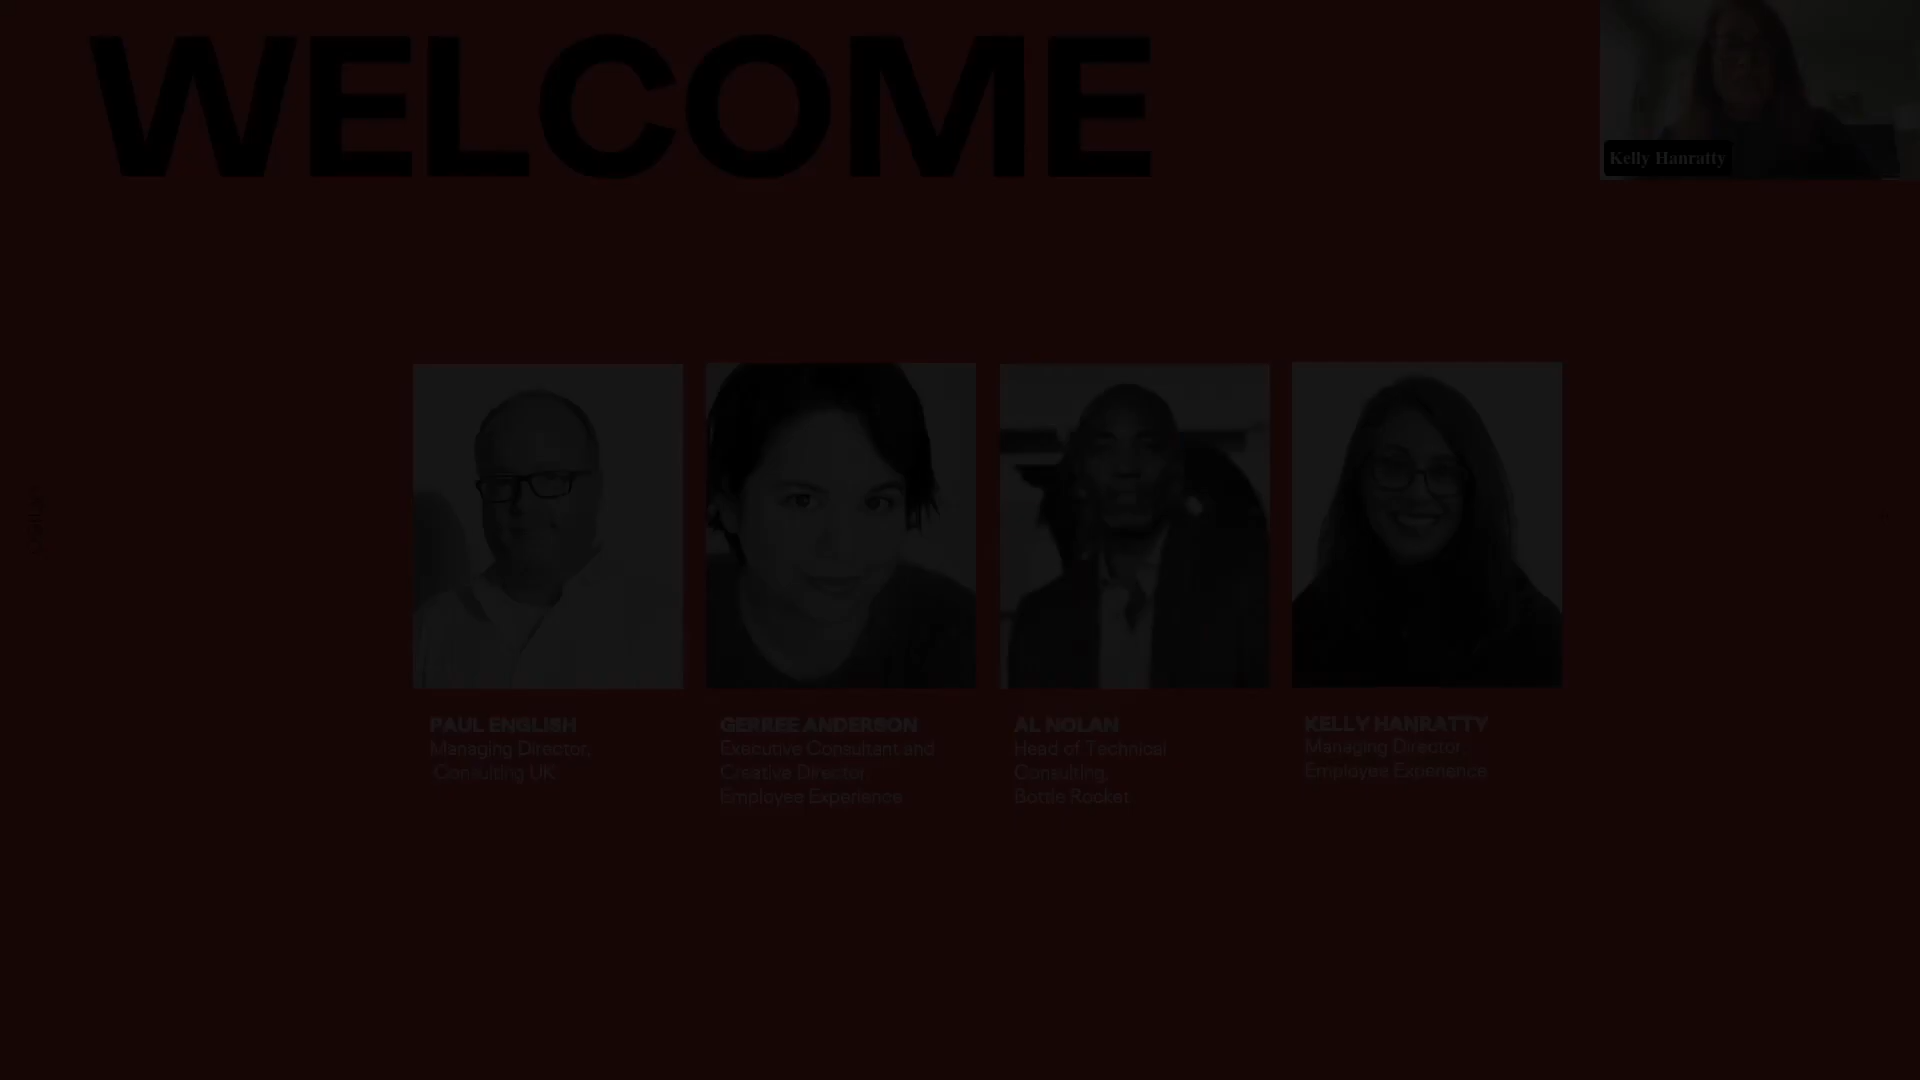 WELCOME
Kelly Hanratty
PAUL ENGLISH
Managing Director,
Consulting UK
GERREE ANDERSON
Executive Consultant and
Creative Director,
Employee Experience
AL NOLAN
Head of Technical
Consulting,
Bottle Rocket
KELLY HANRATTY
Managing Director,
Employee Experience